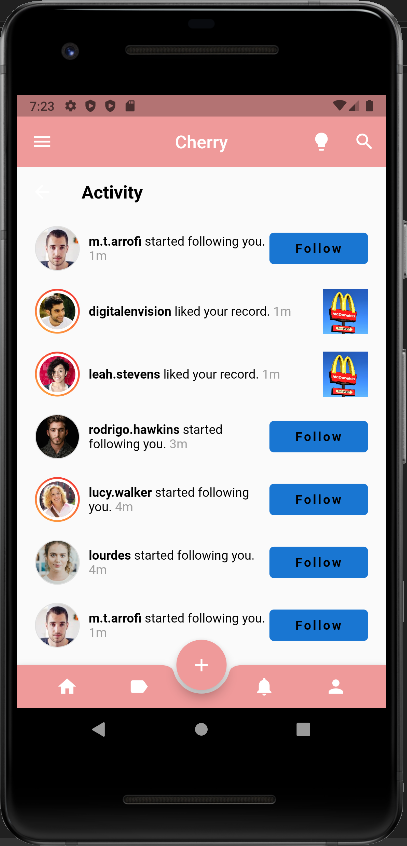 7:23
Cherry
Activity
m.t.arrofi started following you.
1m
Follow
digitalenvision liked your record. 1m
McDonald's
leah.stevens liked your record. 1m
McDonald's
rodrigo.hawkins started
following you. 3m
Follow
lucy.walker started following
you. 4m
Follow
lourdes started following you.
4m
Follow
m.t.arrofi started following you.
1m
Follow